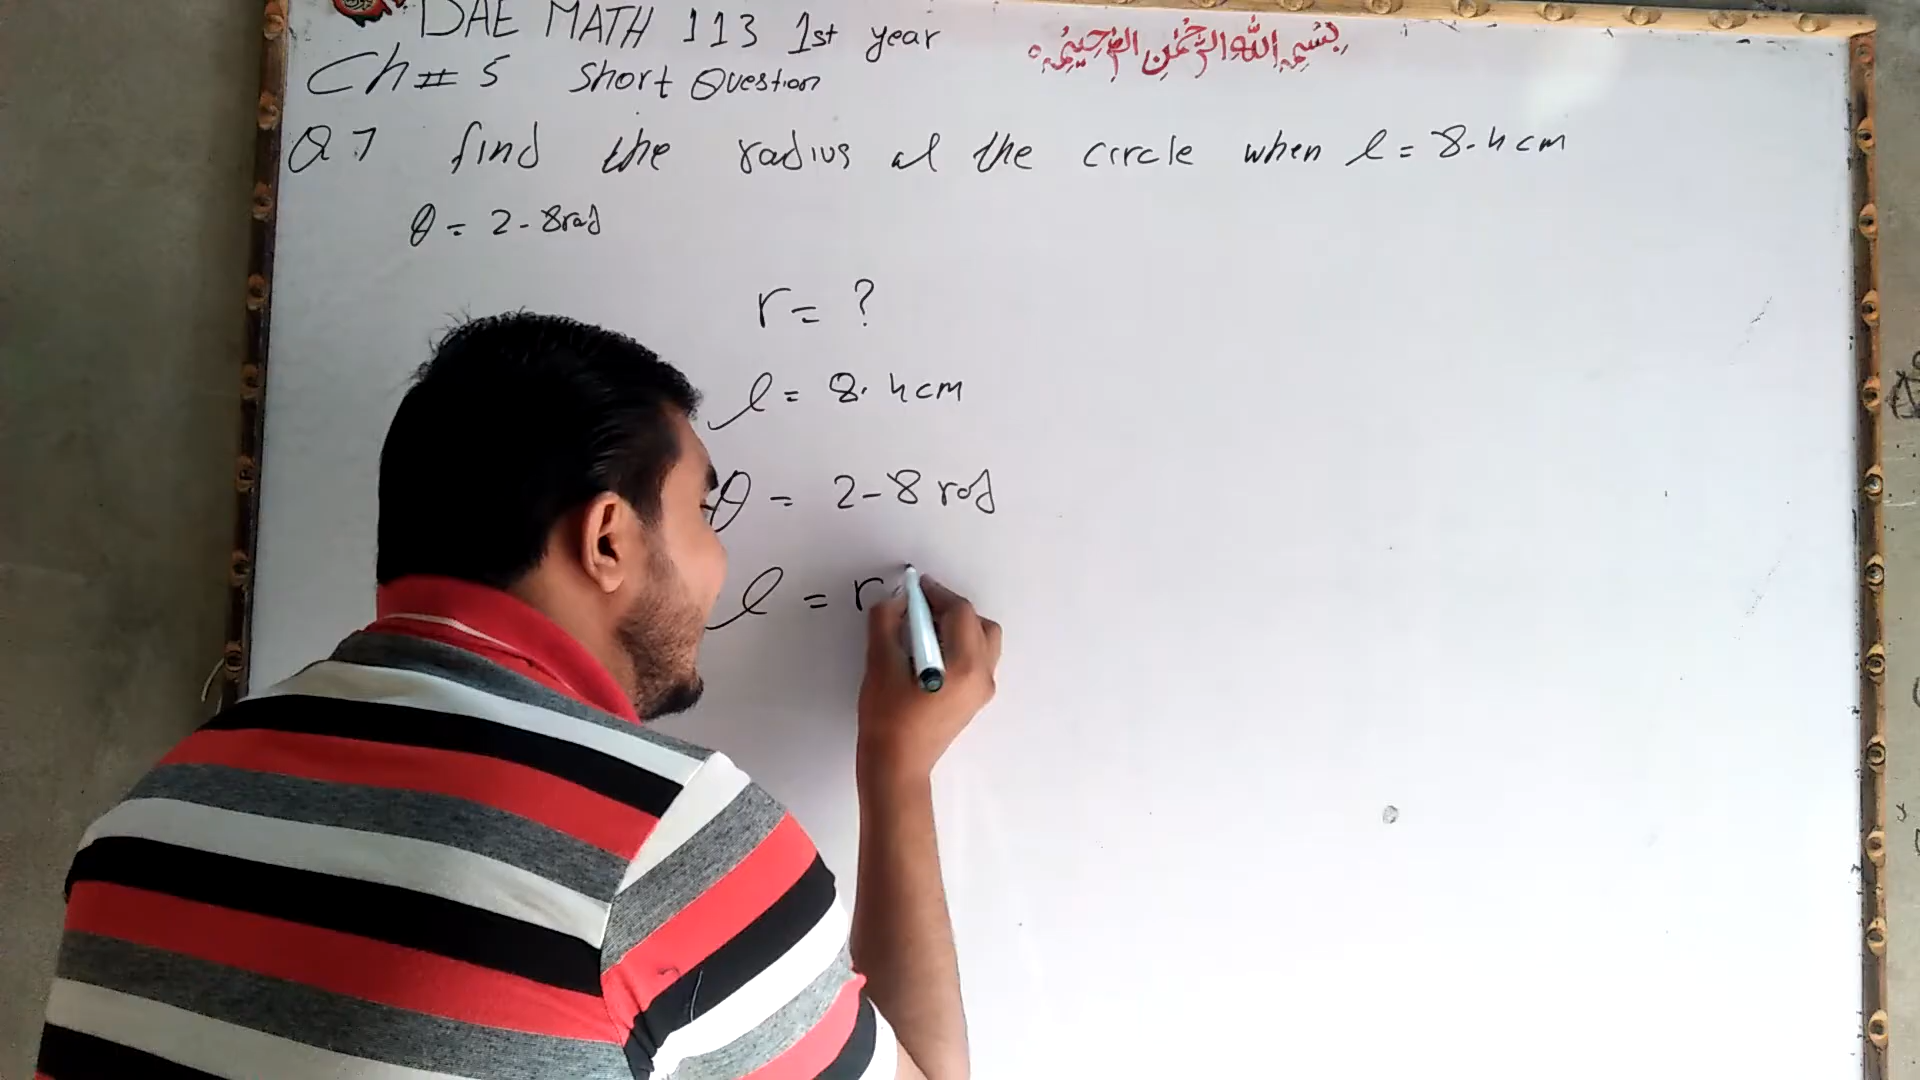 DAE MATH 113 1st year
بسم الله الرحمن الرحيم
Ch # 5 Short Question
Q 7 find the radius of the circle when l = 8.4cm
θ = 2-8rad
r = ?
l = 8.4cm
θ = 2-8 rad
l = r